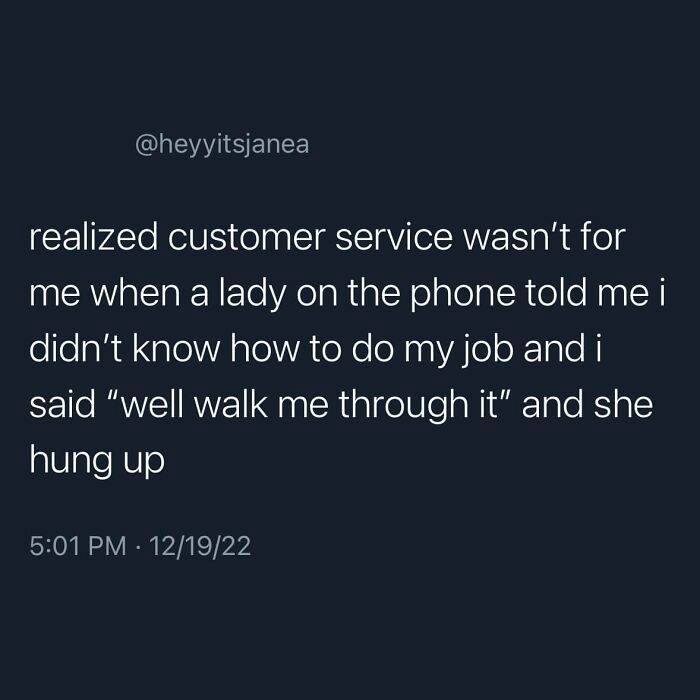 @heyyitsjanea
realized customer service wasn’t for
me when a lady on the phone told me i
didn’t know how to do my job and i
said “well walk me through it” and she
hung up
5:01 PM · 12/19/22